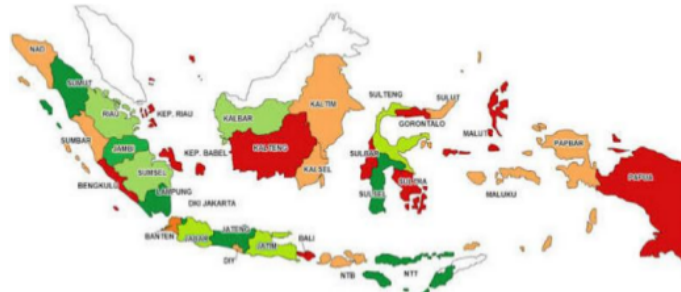 NAD
SUMUT
RIAU
KEP. RIAU
SUMBAR
JAMBI
BENGKULU
SUMSEL
KEP. BABEL
LAMPUNG
DKI JAKARTA
BANTEN
JABAR
JATENG
DIY
JATIM
BALI
NTB
NTT
KALBAR
KALTENG
KALTIM
KALSEL
SULTENG
SULUT
GORONTALO
SULBAR
SULSEL
SULTRA
MALUT
MALUKU
PAPBAR
PAPUA